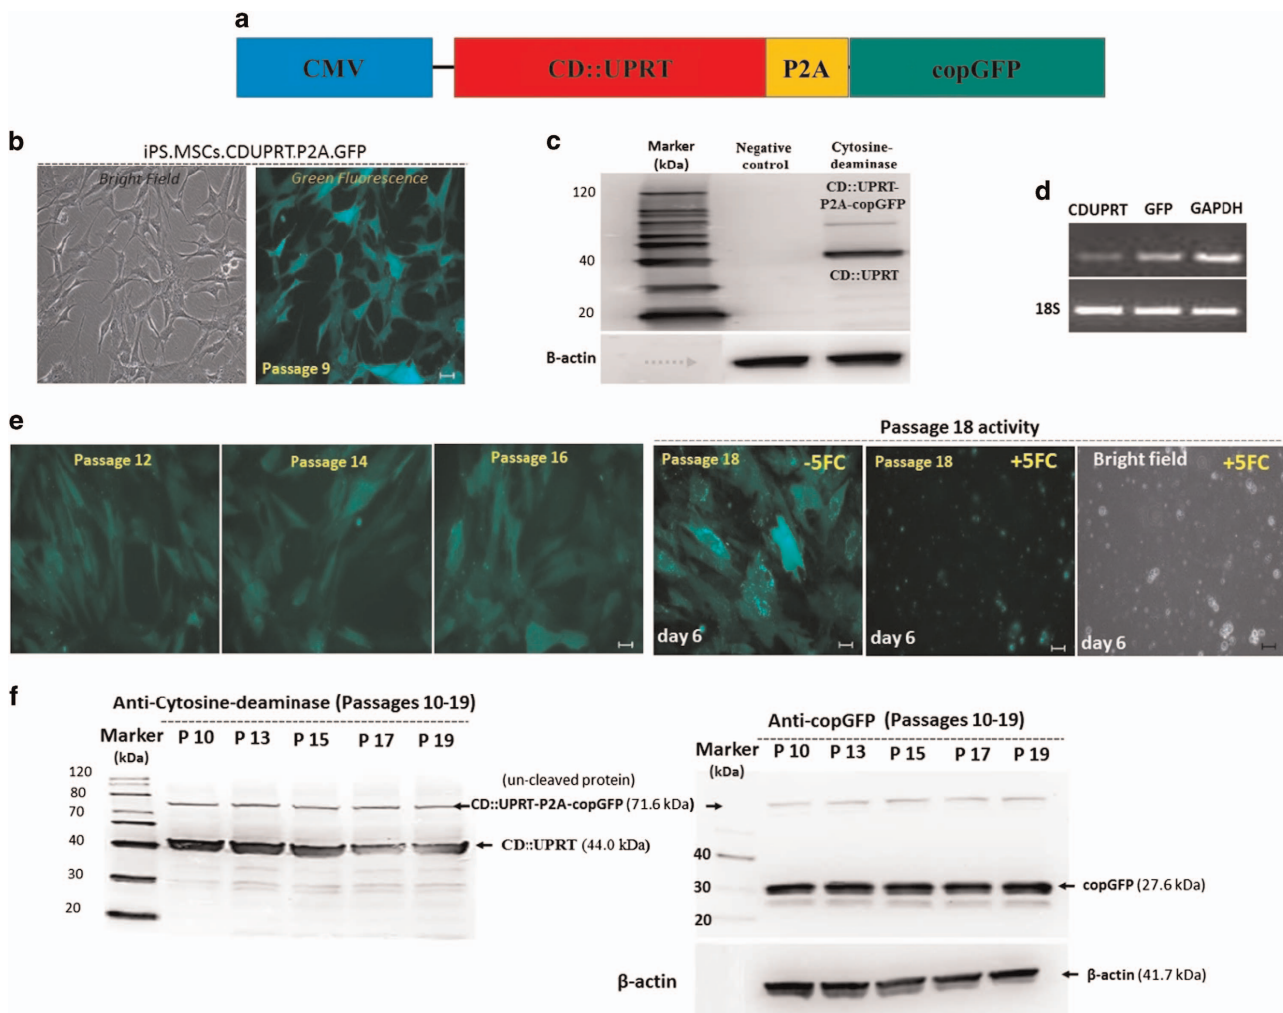 a
CMV
CD::UPRT
P2A
copGFP
b
iPS.MSCs.CDUPRT.P2A.GFP
Bright Field
Green Fluorescence
Passage 9
c
Marker
(kDa)
Negative
control
Cytosine-
deaminase
120
40
20
CD::UPRT-
P2A-copGFP
CD::UPRT
B-actin
d
CDUPRT GFP GAPDH
18S
e
Passage 12
Passage 14
Passage 16
Passage 18 activity
Passage 18
-5FC
day 6
Passage 18
+5FC
day 6
Bright field
+5FC
f
Anti-Cytosine-deaminase (Passages 10-19)
Marker
(kDa)
P 10 P 13 P 15 P 17 P 19
120
80
70
40
30
20
(un-cleaved protein)
CD::UPRT-P2A-copGFP (71.6 kDa)
CD::UPRT (44.0 kDa)
Anti-copGFP (Passages 10-19)
Marker
(kDa)
P 10 P 13 P 15 P 17 P 19
40
30
20
copGFP (27.6 kDa)
β-actin
β-actin (41.7 kDa)